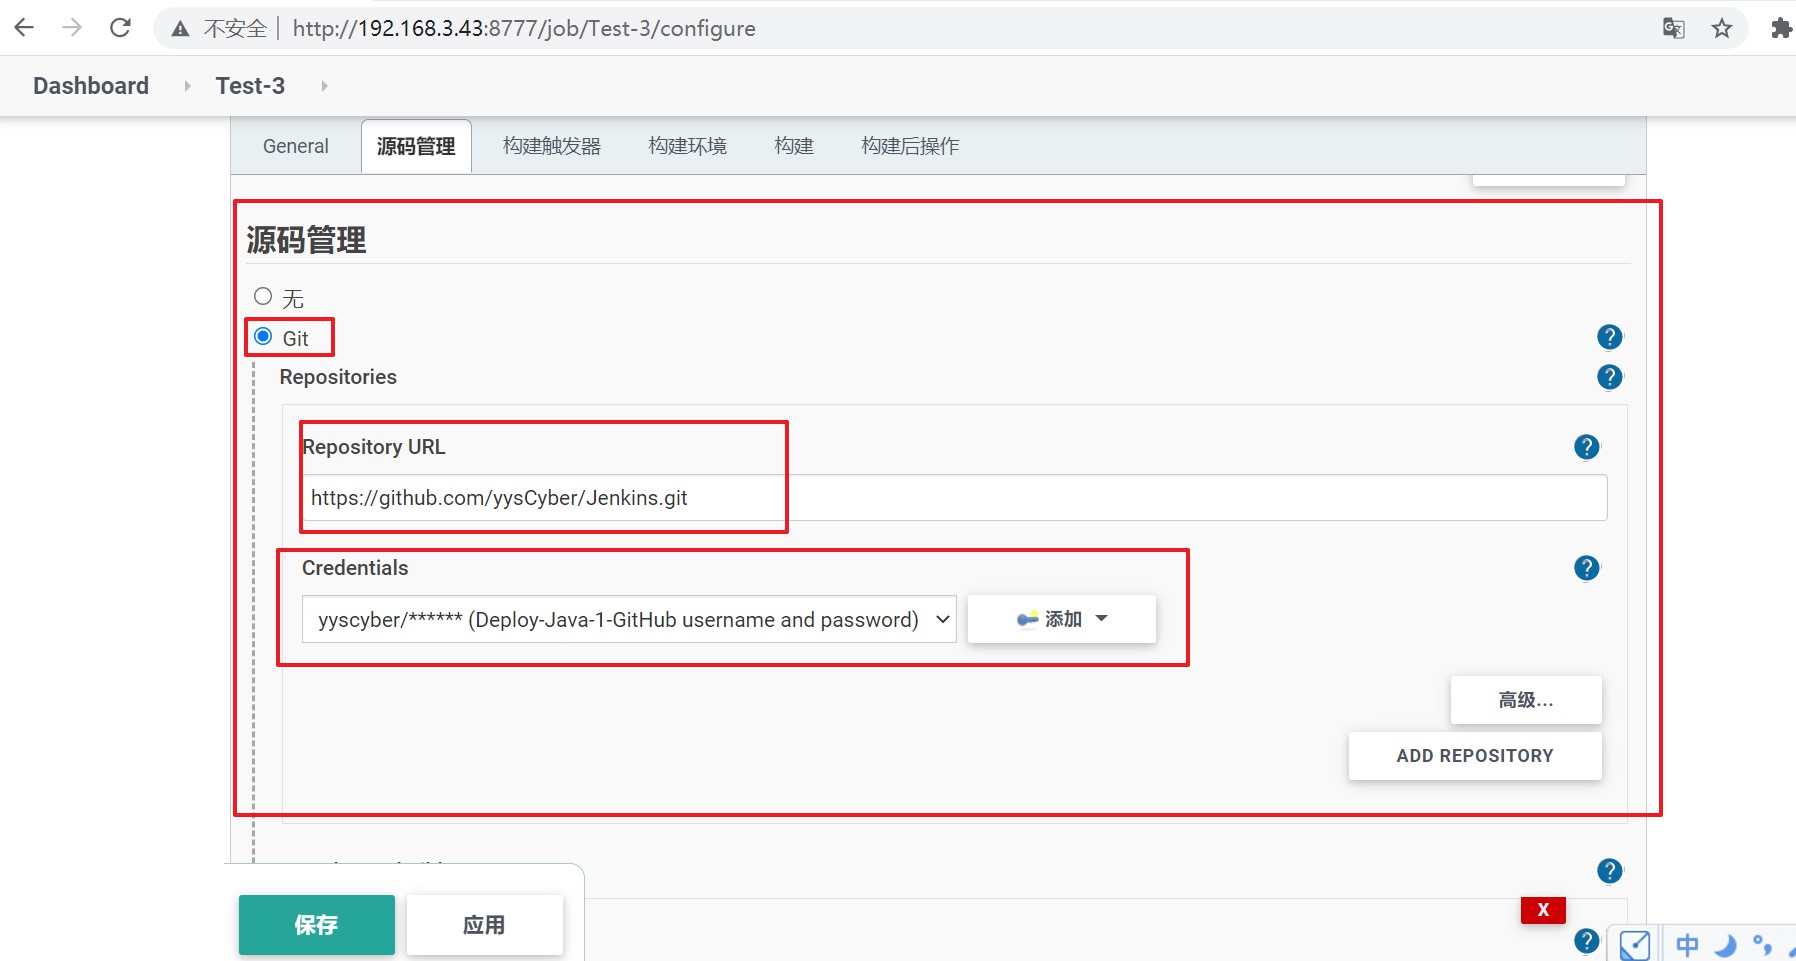 不安全 http://192.168.3.43:8777/job/Test-3/configure
Dashboard Test-3
General 源码管理 构建触发器 构建环境 构建 构建后操作
源码管理
无
Git
?
Repositories
?
Repository URL
?
https://github.com/yysCyber/Jenkins.git
Credentials
?
yyscyber/****** (Deploy-Java-1-GitHub username and password) 添加
高级...
ADD REPOSITORY
?
X
保存 应用
?
中